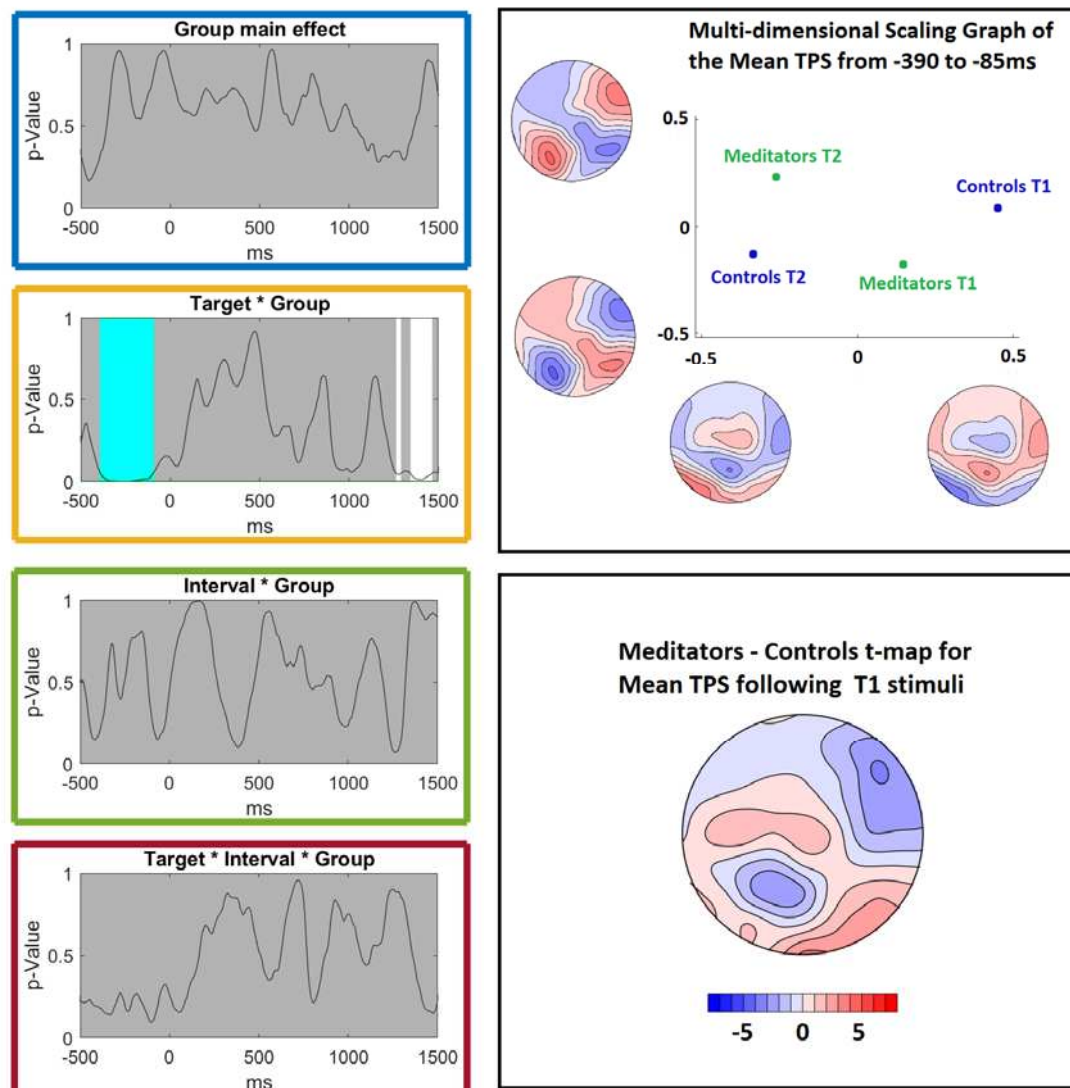 Group main effect
1
0.5
0
p-Value
-500 0 500 1000 1500
ms
Target * Group
1
0.5
0
p-Value
-500 0 500 1000 1500
ms
Interval * Group
1
0.5
0
p-Value
-500 0 500 1000 1500
ms
Target * Interval * Group
1
0.5
0
p-Value
-500 0 500 1000 1500
ms
Multi-dimensional Scaling Graph of
the Mean TPS from -390 to -85ms
0.5
Meditators T2
Controls T1
0
Controls T2
Meditators T1
-0.5
-0.5 0 0.5
Meditators - Controls t-map for
Mean TPS following T1 stimuli
-5 0 5